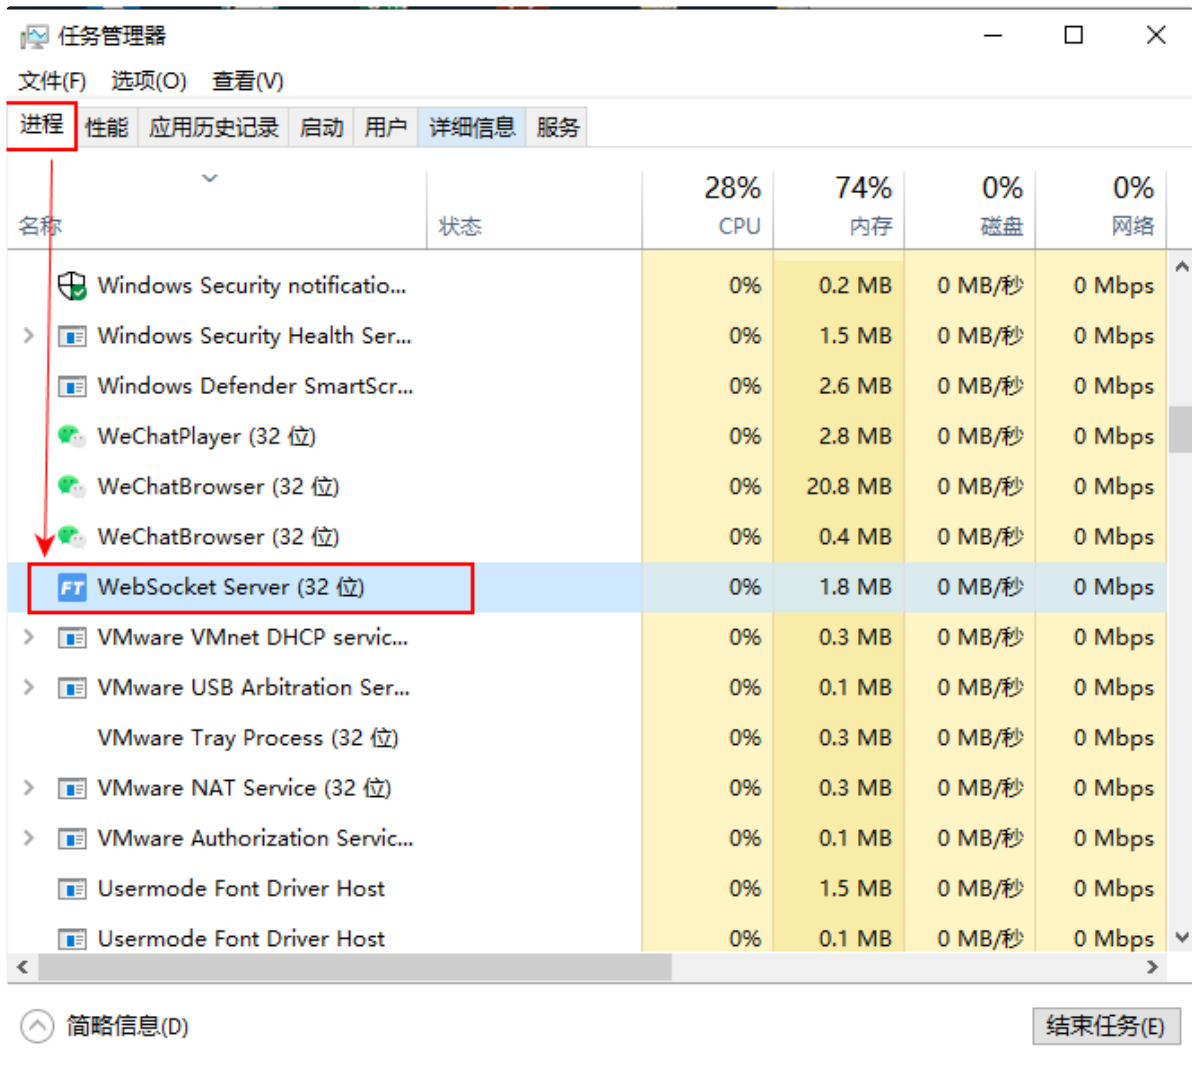 任务管理器
文件(F) 选项(O) 查看(V)
进程 性能 应用历史记录 启动 用户 详细信息 服务
28% 74% 0% 0%
名称 状态 CPU 内存 磁盘 网络
Windows Security notificatio... 0% 0.2 MB 0 MB/秒 0 Mbps
Windows Security Health Ser... 0% 1.5 MB 0 MB/秒 0 Mbps
Windows Defender SmartScr... 0% 2.6 MB 0 MB/秒 0 Mbps
WeChatPlayer (32 位) 0% 2.8 MB 0 MB/秒 0 Mbps
WeChatBrowser (32 位) 0% 20.8 MB 0 MB/秒 0 Mbps
WeChatBrowser (32 位) 0% 0.4 MB 0 MB/秒 0 Mbps
FT WebSocket Server (32 位) 0% 1.8 MB 0 MB/秒 0 Mbps
VMware VMnet DHCP servic... 0% 0.3 MB 0 MB/秒 0 Mbps
VMware USB Arbitration Ser... 0% 0.1 MB 0 MB/秒 0 Mbps
VMware Tray Process (32 位) 0% 0.3 MB 0 MB/秒 0 Mbps
VMware NAT Service (32 位) 0% 0.3 MB 0 MB/秒 0 Mbps
VMware Authorization Servic... 0% 0.1 MB 0 MB/秒 0 Mbps
Usermode Font Driver Host 0% 1.5 MB 0 MB/秒 0 Mbps
Usermode Font Driver Host 0% 0.1 MB 0 MB/秒 0 Mbps
简略信息(D) 结束任务(E)